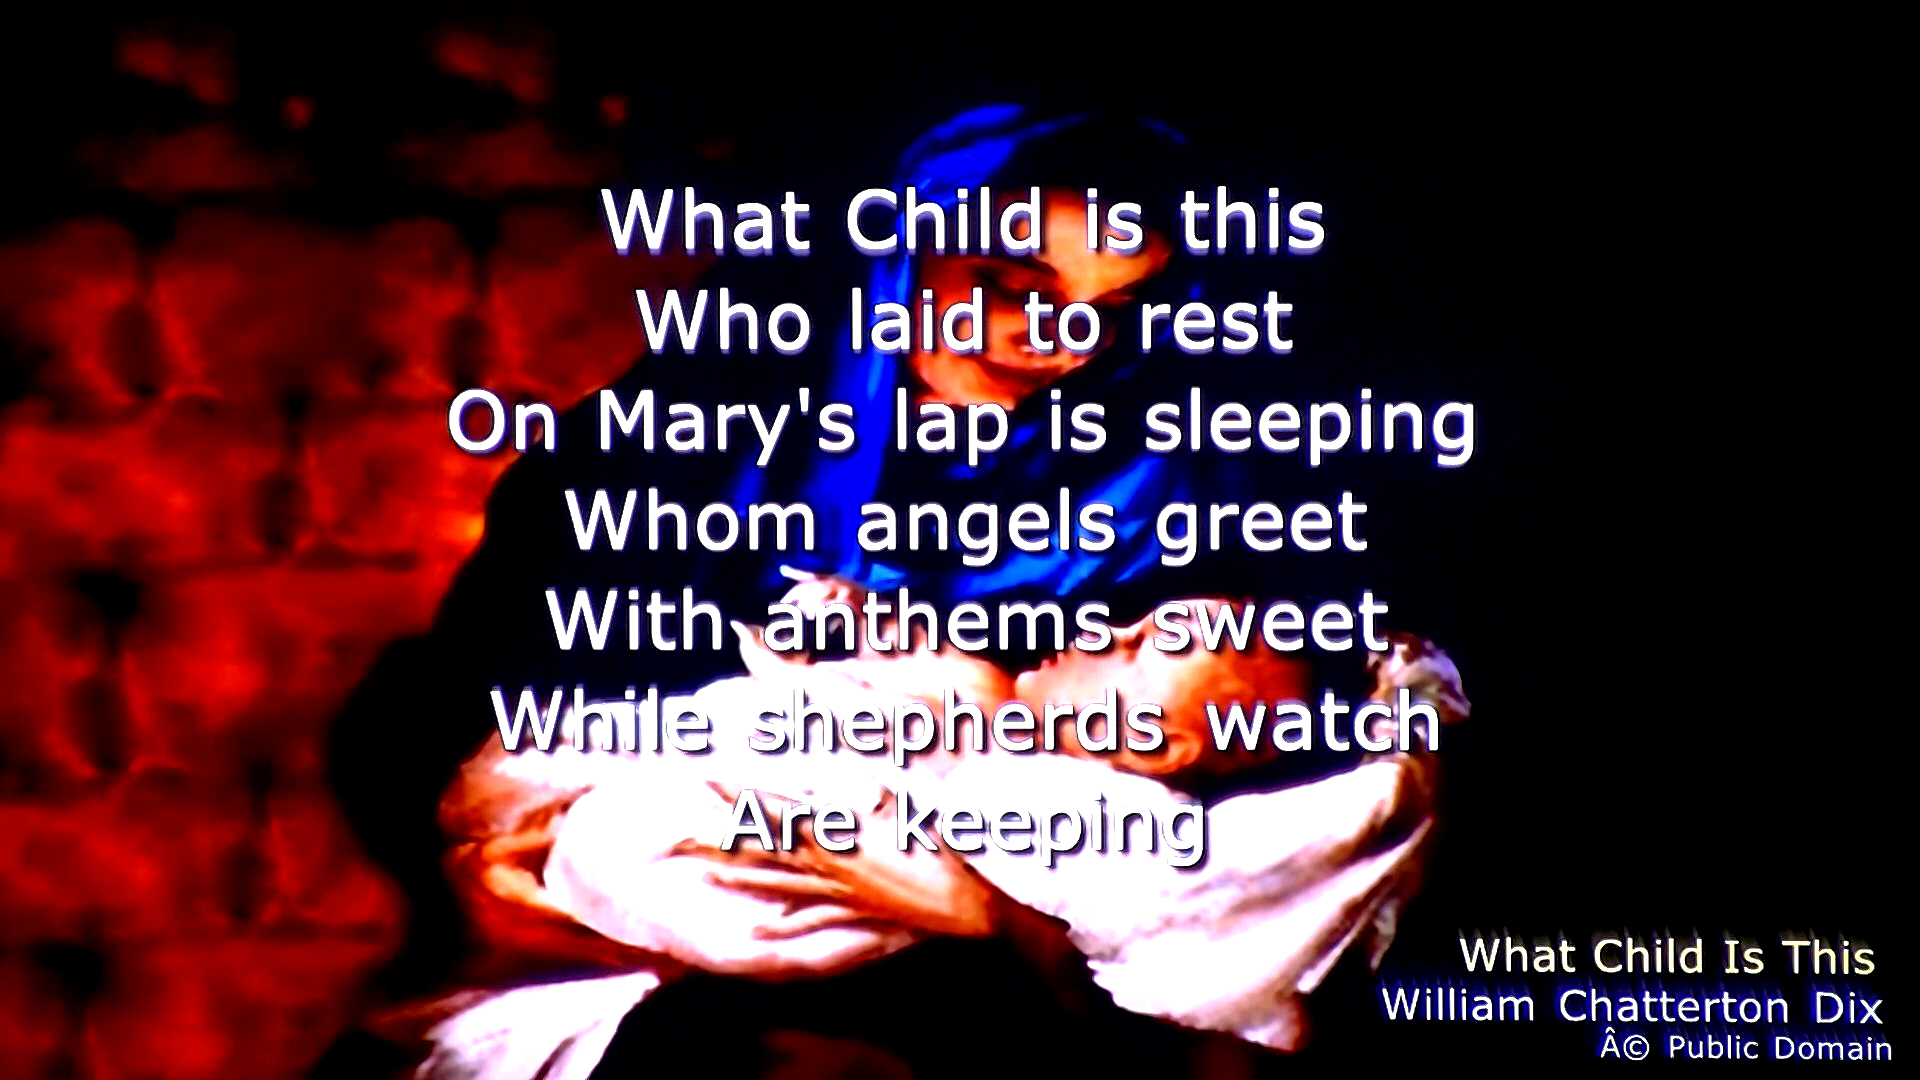 What Child is this
Who laid to rest
On Mary's lap is sleeping
Whom angels greet
With anthems sweet
While shepherds watch
Are keeping
What Child Is This
William Chatterton Dix
Â© Public Domain